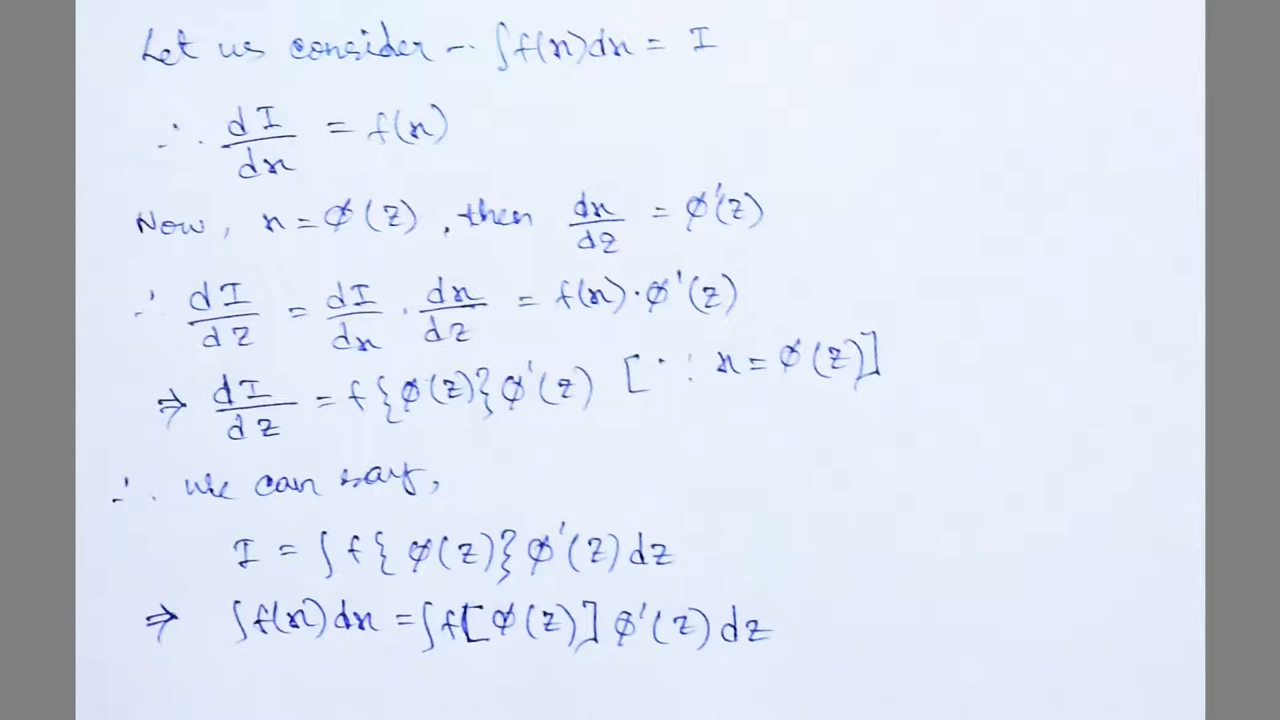 Let us consider – ∫f(x)dx = I
∴ dI/dx = f(x)
Now, x = φ(z), then dx/dz = φ'(z)
∴ dI/dz = dI/dx · dx/dz = f(x)·φ'(z)
⇒ dI/dz = f{φ(z)}φ'(z) [∵ x = φ(z)]
∴ we can say,
I = ∫f{φ(z)}φ'(z)dz
⇒ ∫f(x)dx = ∫f[φ(z)]φ'(z)dz